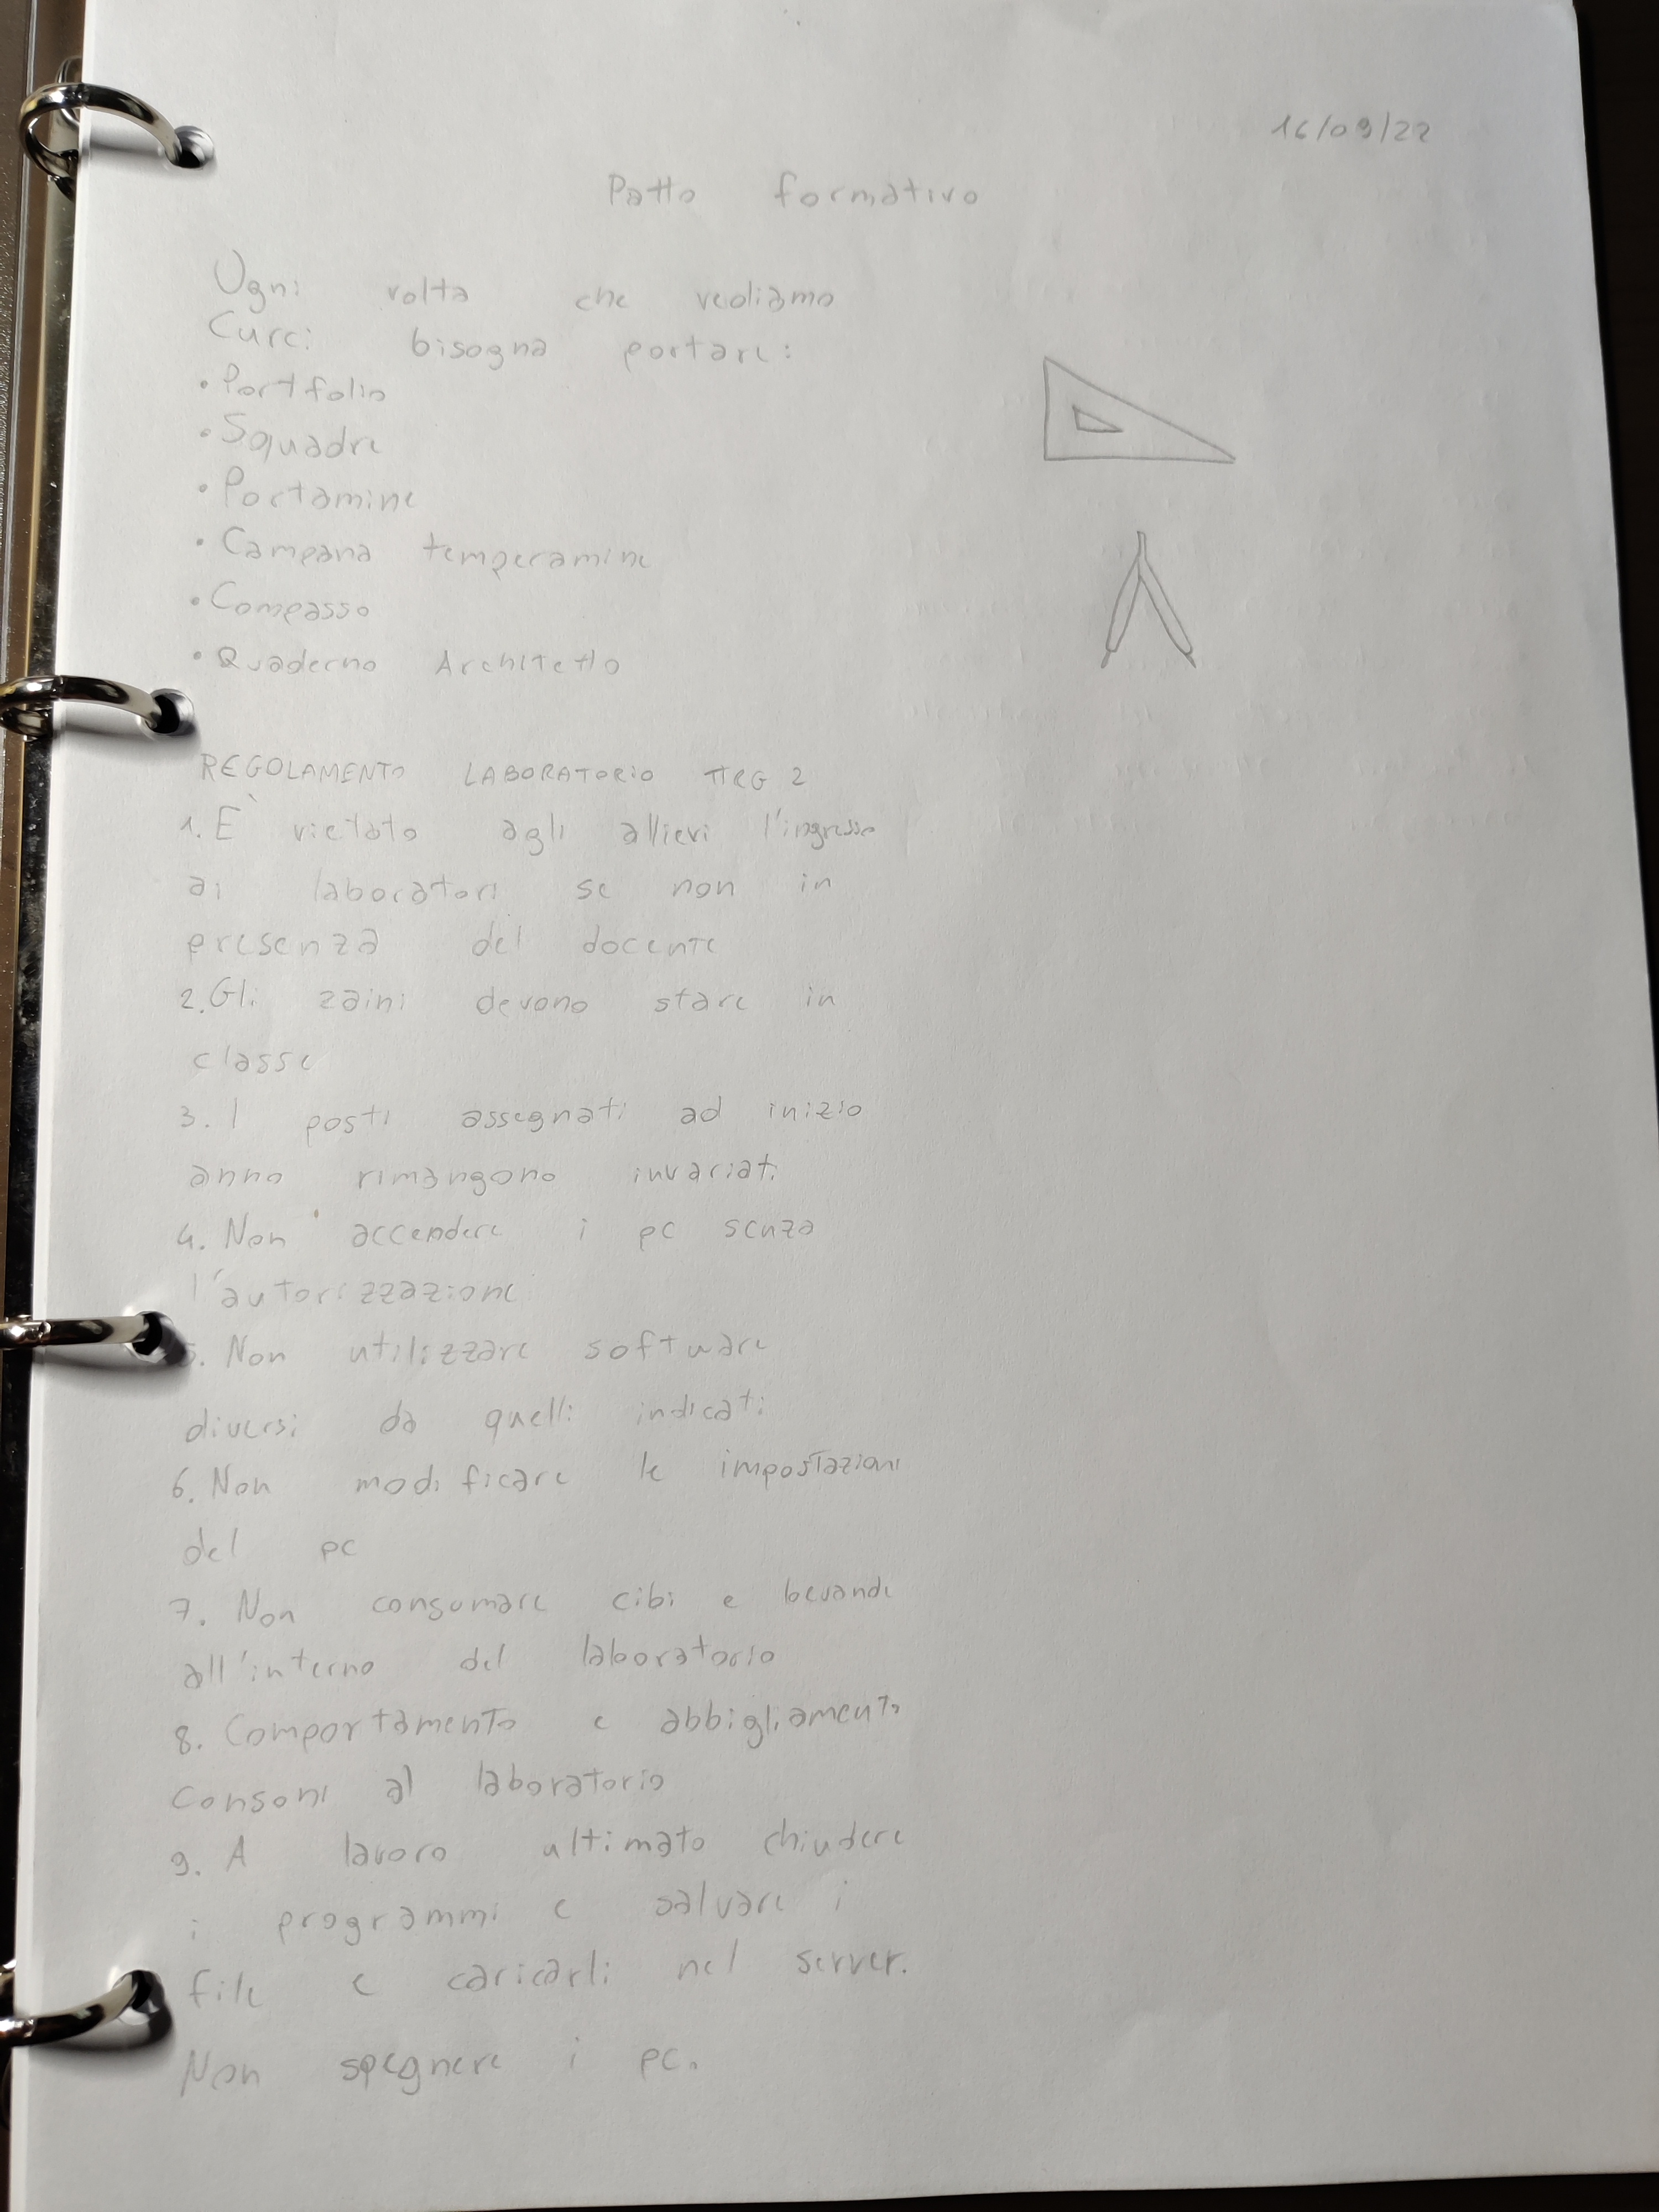 16/09/22
Patto formativo
Ogni volta che vediamo
Curci bisogna portare:
• Portfolio
• Squadre
• Portamine
• Campana temperamine
• Compasso
• Quaderno Architetto
REGOLAMENTO LABORATORIO TTRG 2
1. È vietato agli allievi l'ingresso
ai laboratori se non in
presenza del docente
2. Gli zaini devono stare in
classe
3. I posti assegnati ad inizio
anno rimangono invariati
4. Non accendere i pc senza
l'autorizzazione
5. Non utilizzare software
diversi da quelli indicati
6. Non modificare le impostazioni
del pc
7. Non consumare cibi e bevande
all'interno del laboratorio
8. Comportamento e abbigliamento
consoni al laboratorio
9. A lavoro ultimato chiudere
i programmi e salvare i
file e caricarli nel server.
Non spegnere i pc.